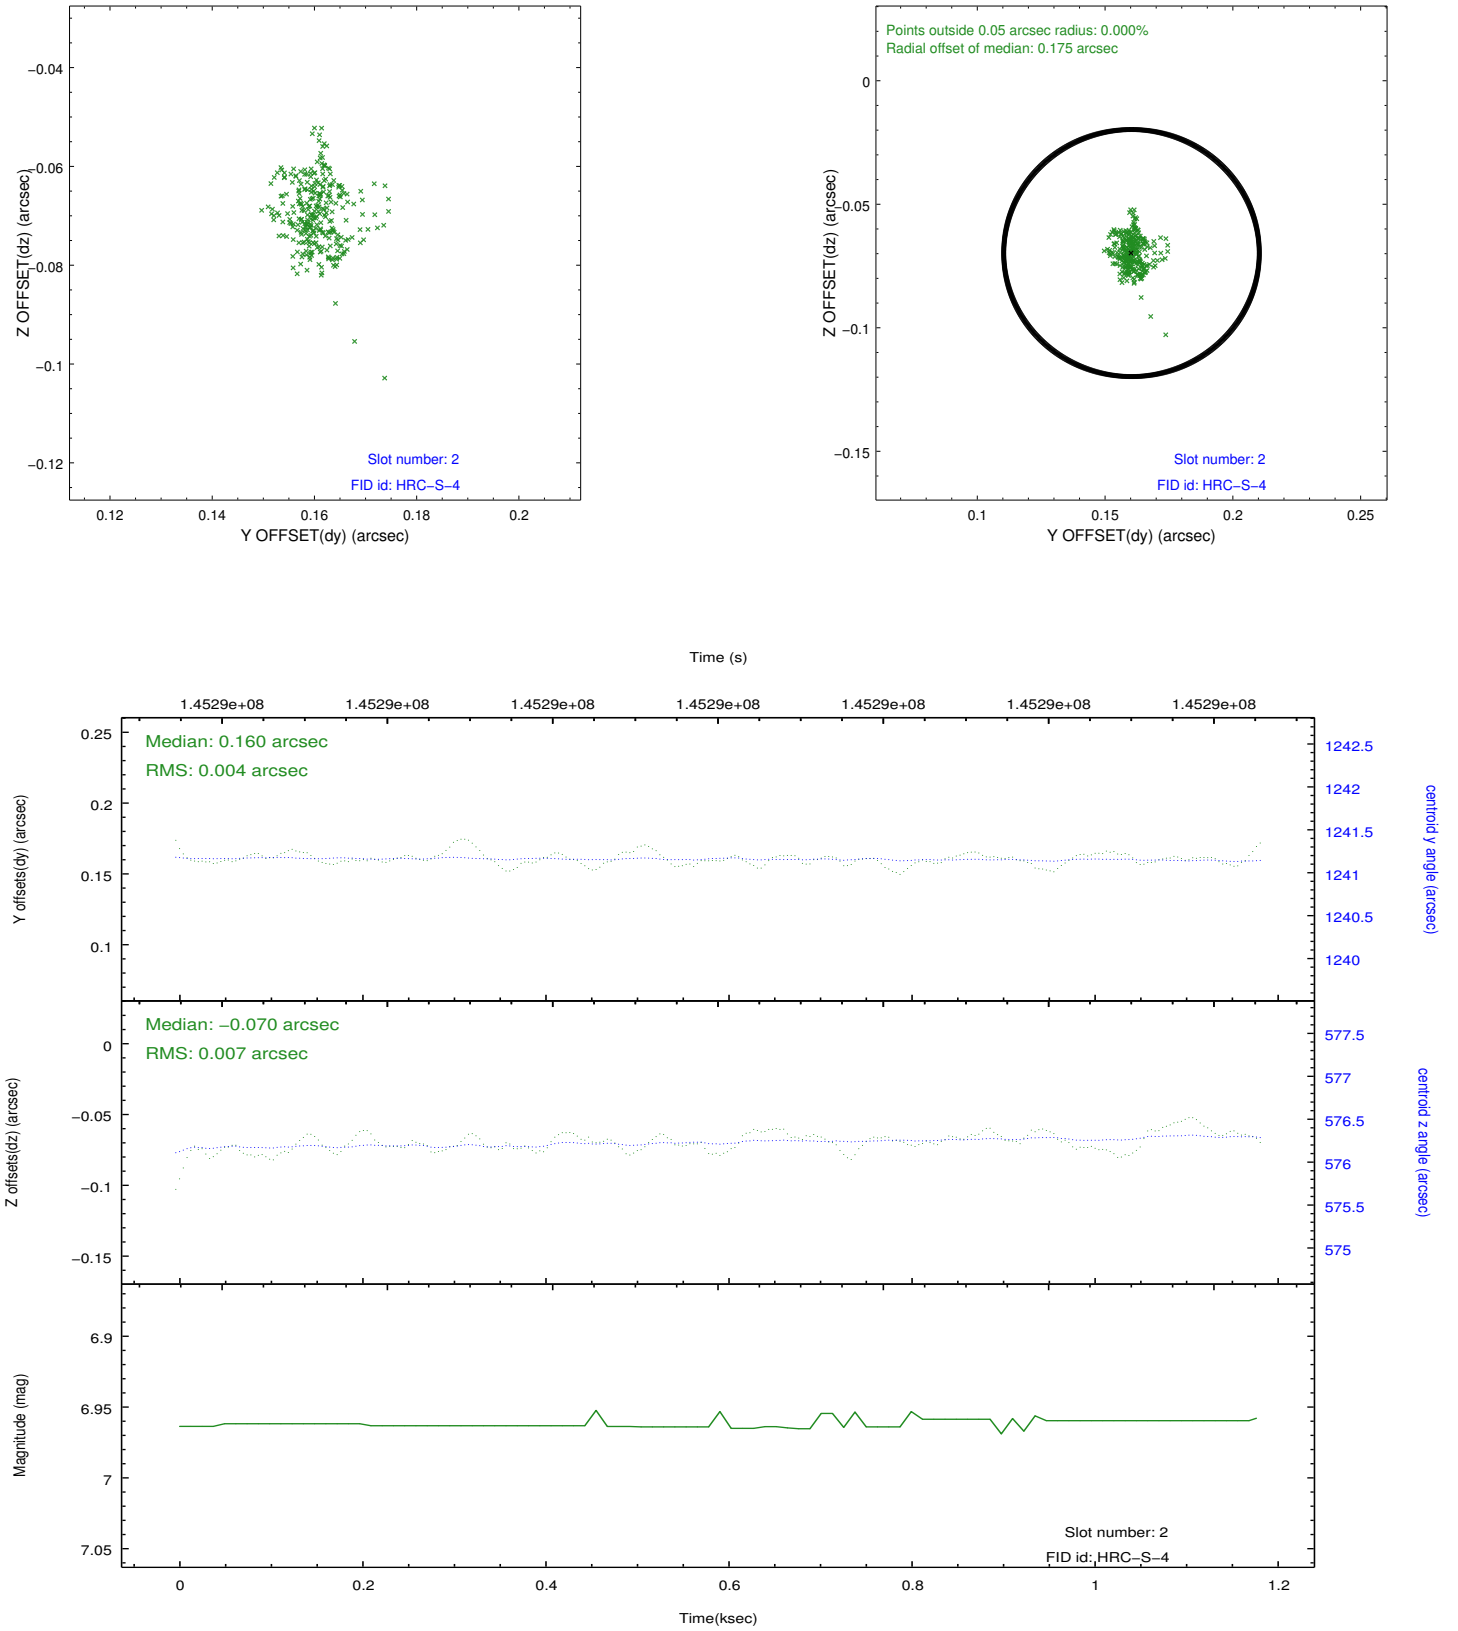 Points outside 0.05 arcsec radius: 0.000%
Radial offset of median: 0.175 arcsec
−0.04
−0.06
−0.08
−0.1
−0.12
Z OFFSET(dz) (arcsec)
0.12 0.14 0.16 0.18 0.2
Y OFFSET(dy) (arcsec)
Slot number: 2
FID id: HRC−S−4
0
−0.05
−0.1
−0.15
Z OFFSET(dz) (arcsec)
0.1 0.15 0.2 0.25
Y OFFSET(dy) (arcsec)
Slot number: 2
FID id: HRC−S−4
Time (s)
1.4529e+08 1.4529e+08 1.4529e+08 1.4529e+08 1.4529e+08 1.4529e+08 1.4529e+08
Median: 0.160 arcsec
RMS: 0.004 arcsec
0.25
0.2
0.15
0.1
Y offsets(dy) (arcsec)
1242.5
1242
1241.5
1241
1240.5
1240
centroid y angle (arcsec)
Median: −0.070 arcsec
RMS: 0.007 arcsec
0
−0.05
−0.1
−0.15
Z offsets(dz) (arcsec)
577.5
577
576.5
576
575.5
575
centroid z angle (arcsec)
6.9
6.95
7
7.05
Magnitude (mag)
Slot number: 2
FID id: HRC−S−4
0 0.2 0.4 0.6 0.8 1 1.2
Time(ksec)